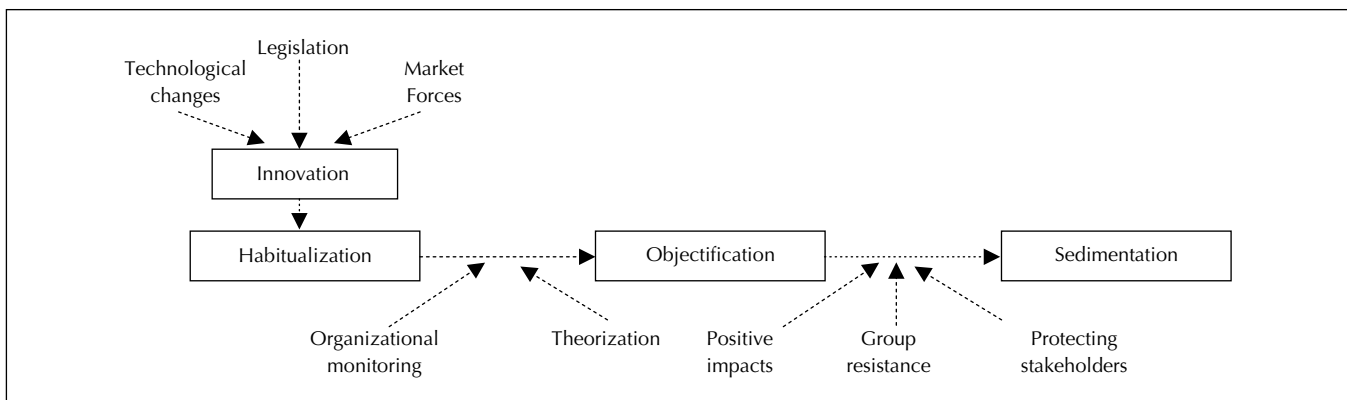 Legislation
Technological
changes
Market
Forces
Innovation
Habitualization
Objectification
Sedimentation
Organizational
monitoring
Theorization
Positive
impacts
Group
resistance
Protecting
stakeholders